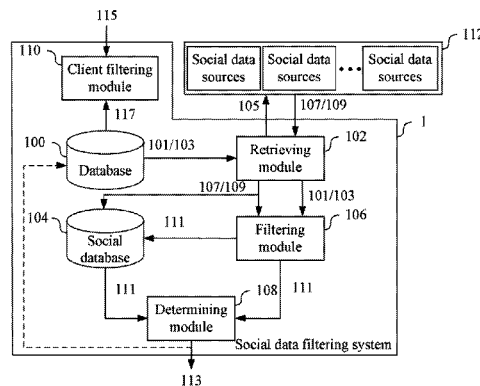 115
110
Client filtering
module
117
112
Social data
sources
Social data
sources
Social data
sources
105
107/109
1
100
Database
101/103
Retrieving
module
102
107/109
101/103
104
Social
database
111
Filtering
module
106
111
111
108
Determining
module
Social data filtering system
113